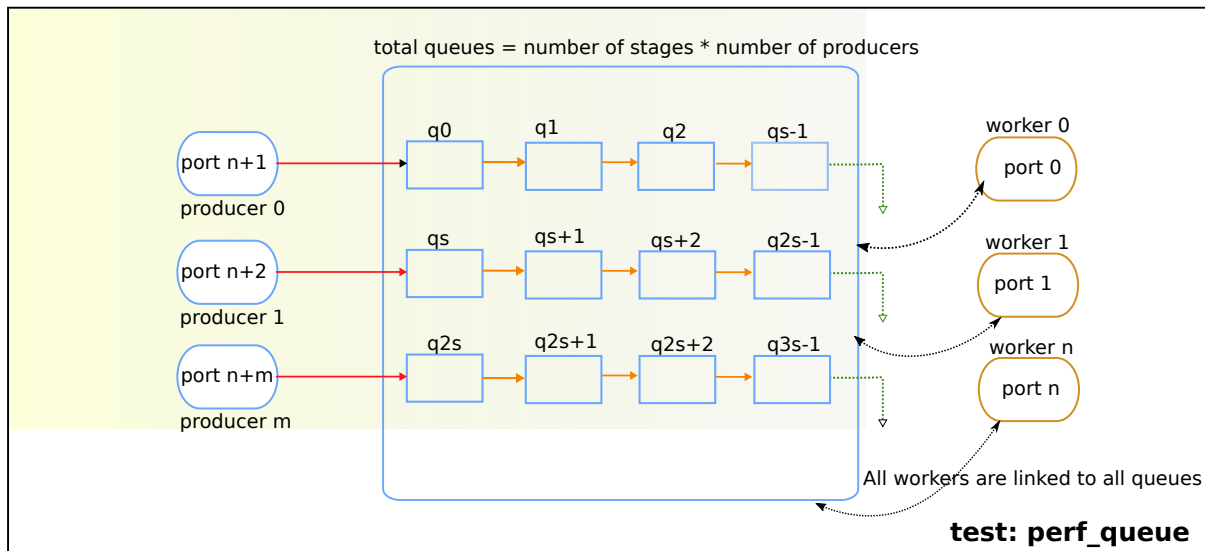 total queues = number of stages * number of producers
q0
q1
q2
qs-1
worker 0
port n+1
port 0
producer 0
qs
qs+1
qs+2
q2s-1
worker 1
port n+2
port 1
producer 1
q2s
q2s+1
q2s+2
q3s-1
worker n
port n+m
port n
producer m
All workers are linked to all queues
test: perf_queue